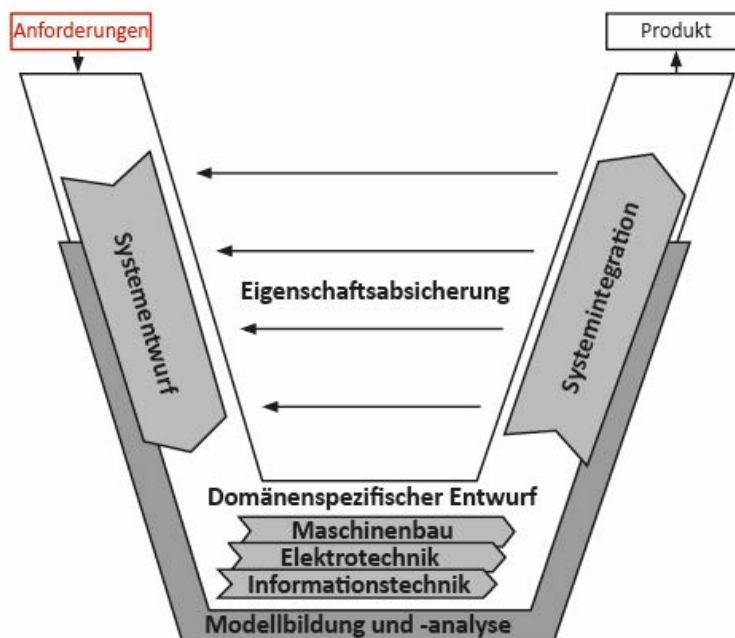 Anforderungen
Produkt
Systementwurf
Eigenschaftsabsicherung
Systemintegration
Domänenspezifischer Entwurf
Maschinenbau
Elektrotechnik
Informationstechnik
Modellbildung und -analyse